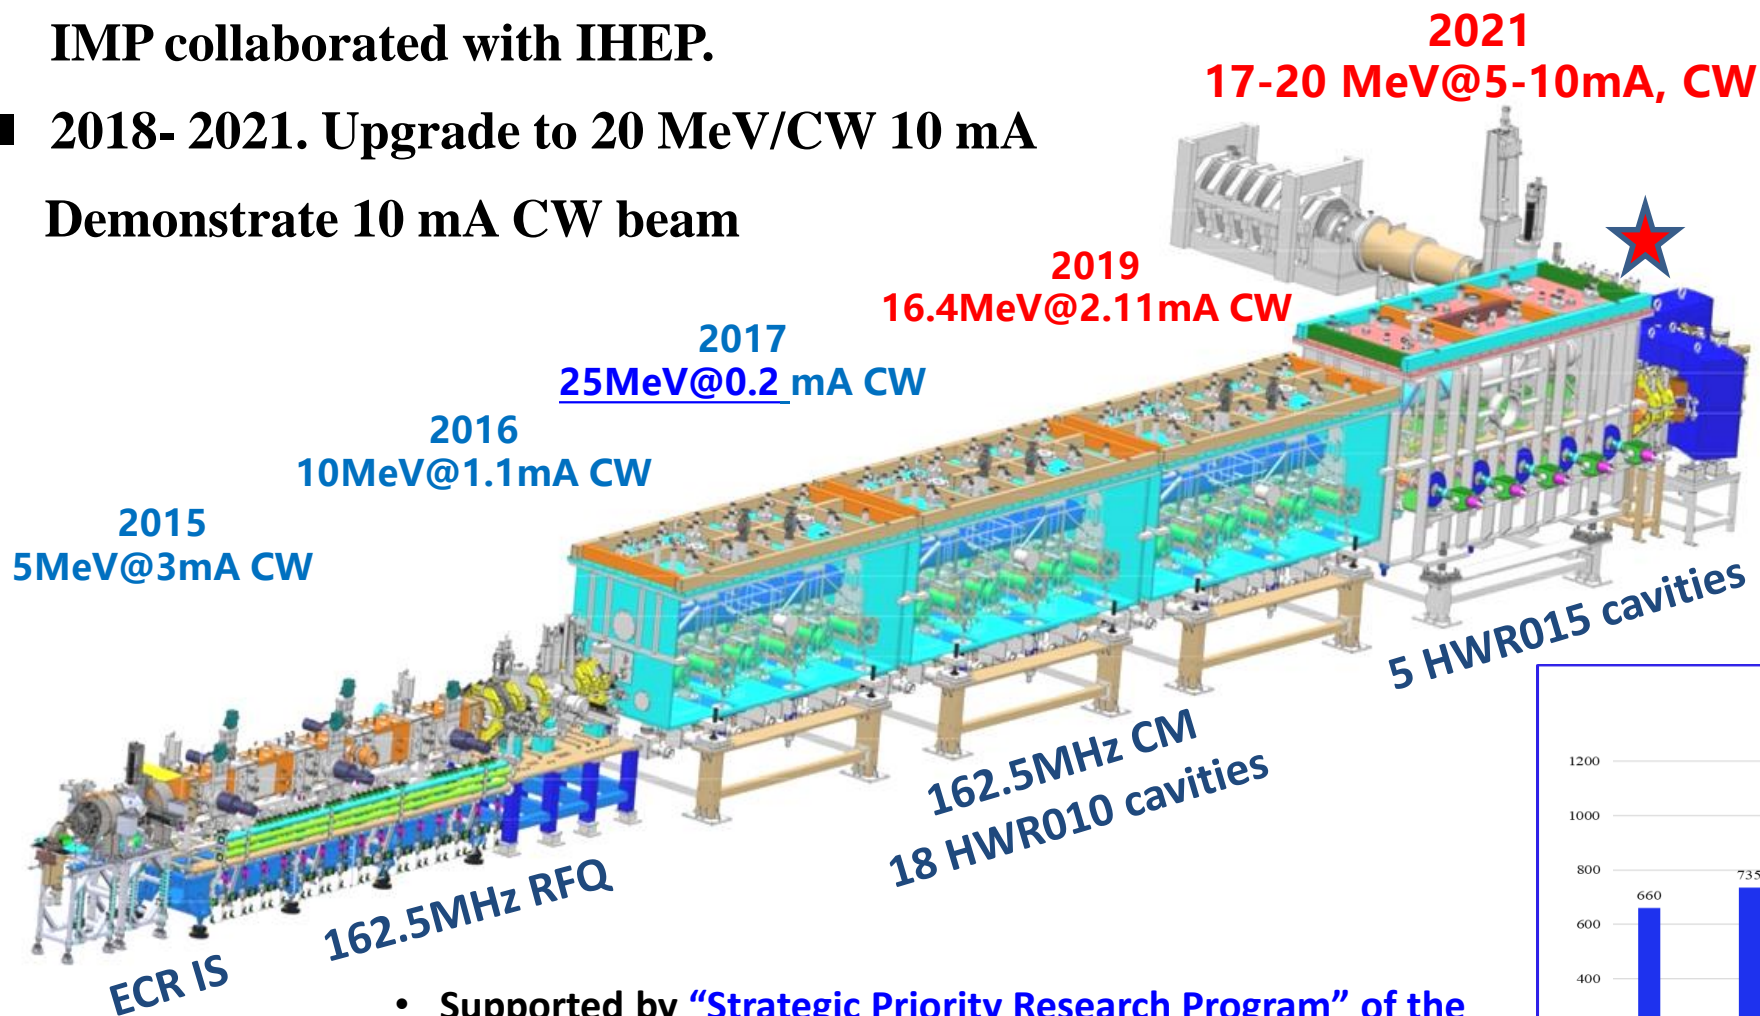 IMP collaborated with IHEP.
2018- 2021. Upgrade to 20 MeV/CW 10 mA
Demonstrate 10 mA CW beam
2021
17-20 MeV@5-10mA, CW
2019
16.4MeV@2.11mA CW
2017
25MeV@0.2 mA CW
2016
10MeV@1.1mA CW
2015
5MeV@3mA CW
5 HWR015 cavities
162.5MHz CM
18 HWR010 cavities
162.5MHz RFQ
ECR IS
1200
1000
800
600
400
660
735
• Supported by “Strategic Priority Research Program” of the